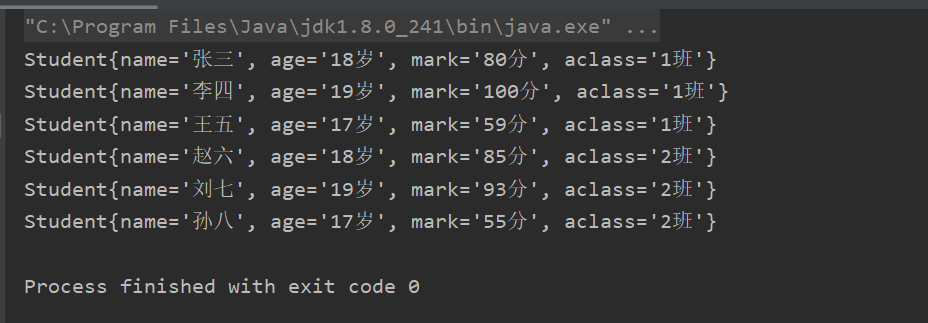 "C:\Program Files\Java\jdk1.8.0_241\bin\java.exe" ...
Student{name='张三', age='18岁', mark='80分', aclass='1班'}
Student{name='李四', age='19岁', mark='100分', aclass='1班'}
Student{name='王五', age='17岁', mark='59分', aclass='1班'}
Student{name='赵六', age='18岁', mark='85分', aclass='2班'}
Student{name='刘七', age='19岁', mark='93分', aclass='2班'}
Student{name='孙八', age='17岁', mark='55分', aclass='2班'}
Process finished with exit code 0